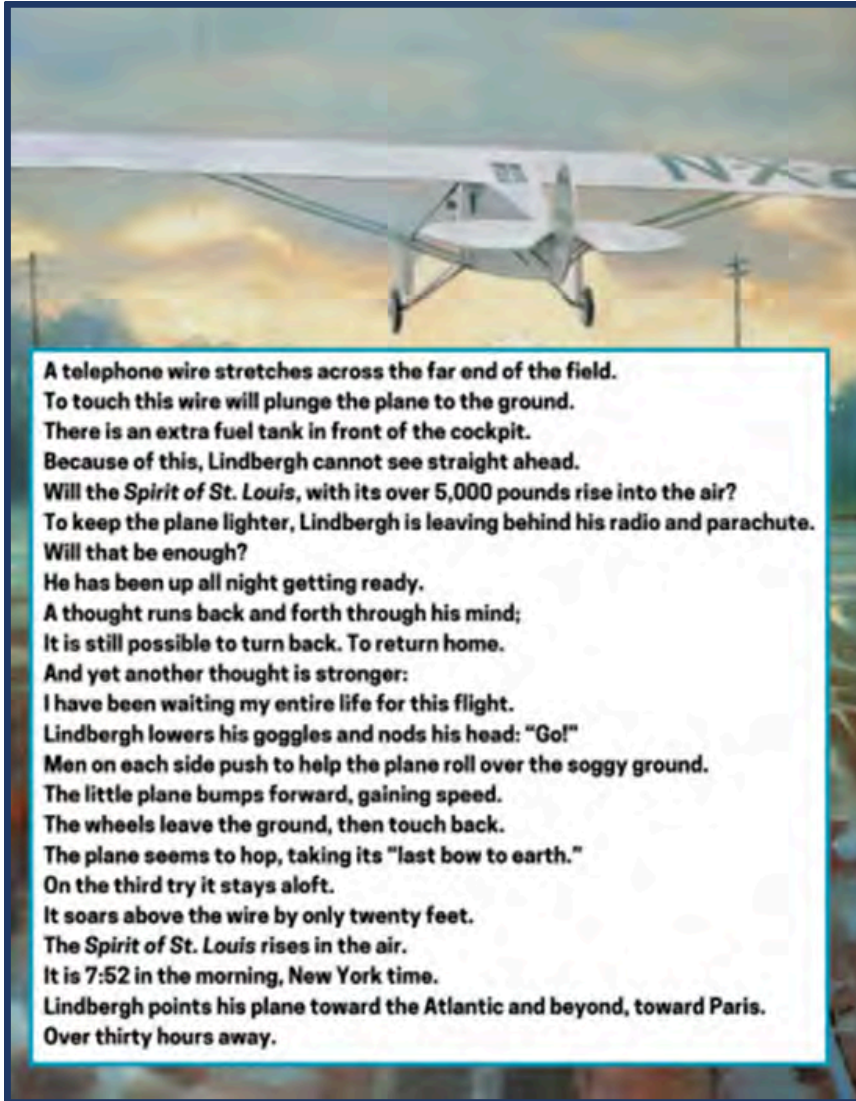 N-X
A telephone wire stretches across the far end of the field.
To touch this wire will plunge the plane to the ground.
There is an extra fuel tank in front of the cockpit.
Because of this, Lindbergh cannot see straight ahead.
Will the Spirit of St. Louis, with its over 5,000 pounds rise into the air?
To keep the plane lighter, Lindbergh is leaving behind his radio and parachute.
Will that be enough?
He has been up all night getting ready.
A thought runs back and forth through his mind;
It is still possible to turn back. To return home.
And yet another thought is stronger:
I have been waiting my entire life for this flight.
Lindbergh lowers his goggles and nods his head: "Go!"
Men on each side push to help the plane roll over the soggy ground.
The little plane bumps forward, gaining speed.
The wheels leave the ground, then touch back.
The plane seems to hop, taking its "last bow to earth."
On the third try it stays aloft.
It soars above the wire by only twenty feet.
The Spirit of St. Louis rises in the air.
It is 7:52 in the morning, New York time.
Lindbergh points his plane toward the Atlantic and beyond, toward Paris.
Over thirty hours away.